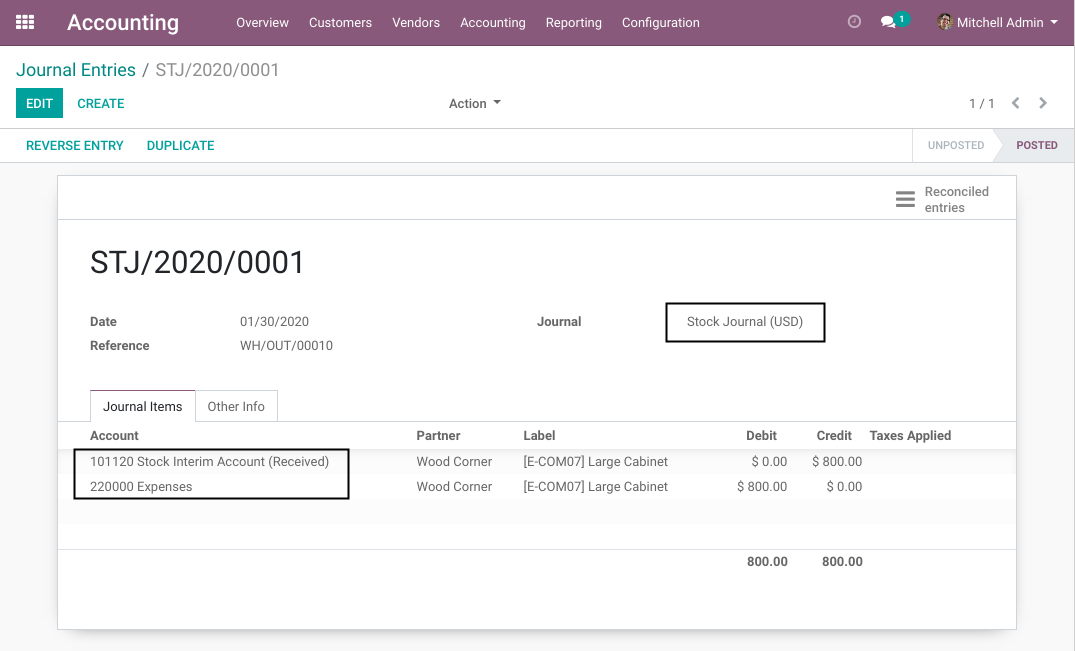 Accounting Overview Customers Vendors Accounting Reporting Configuration 1 Mitchell Admin
Journal Entries / STJ/2020/0001
EDIT CREATE Action 1 / 1
REVERSE ENTRY DUPLICATE UNPOSTED POSTED
Reconciled
entries
STJ/2020/0001
Date 01/30/2020 Journal Stock Journal (USD)
Reference WH/OUT/00010
Journal Items Other Info
Account Partner Label Debit Credit Taxes Applied
101120 Stock Interim Account (Received) Wood Corner [E-COM07] Large Cabinet $ 0.00 $ 800.00
220000 Expenses Wood Corner [E-COM07] Large Cabinet $ 800.00 $ 0.00
800.00 800.00